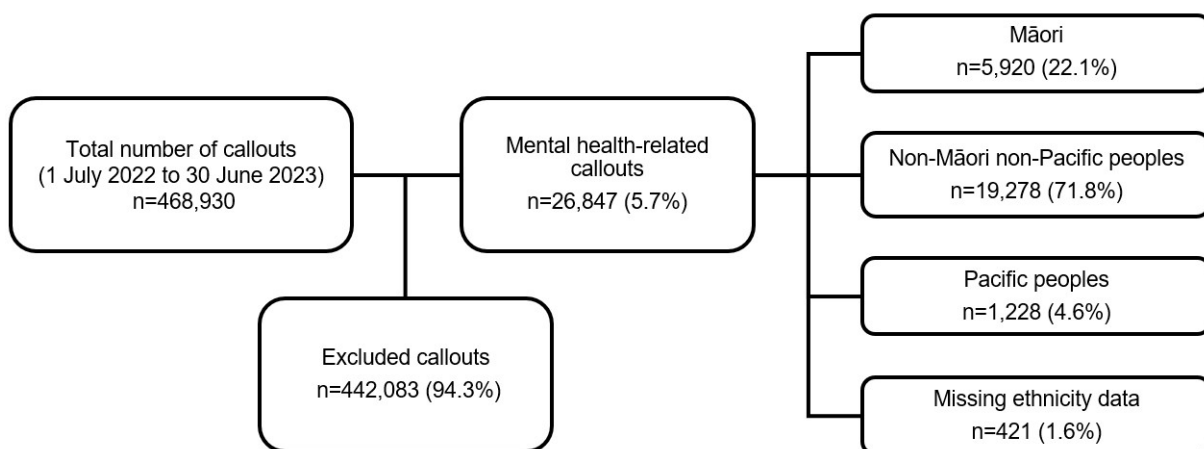 Total number of callouts
(1 July 2022 to 30 June 2023)
n=468,930
Excluded callouts
n=442,083 (94.3%)
Mental health-related
callouts
n=26,847 (5.7%)
Māori
n=5,920 (22.1%)
Non-Māori non-Pacific peoples
n=19,278 (71.8%)
Pacific peoples
n=1,228 (4.6%)
Missing ethnicity data
n=421 (1.6%)